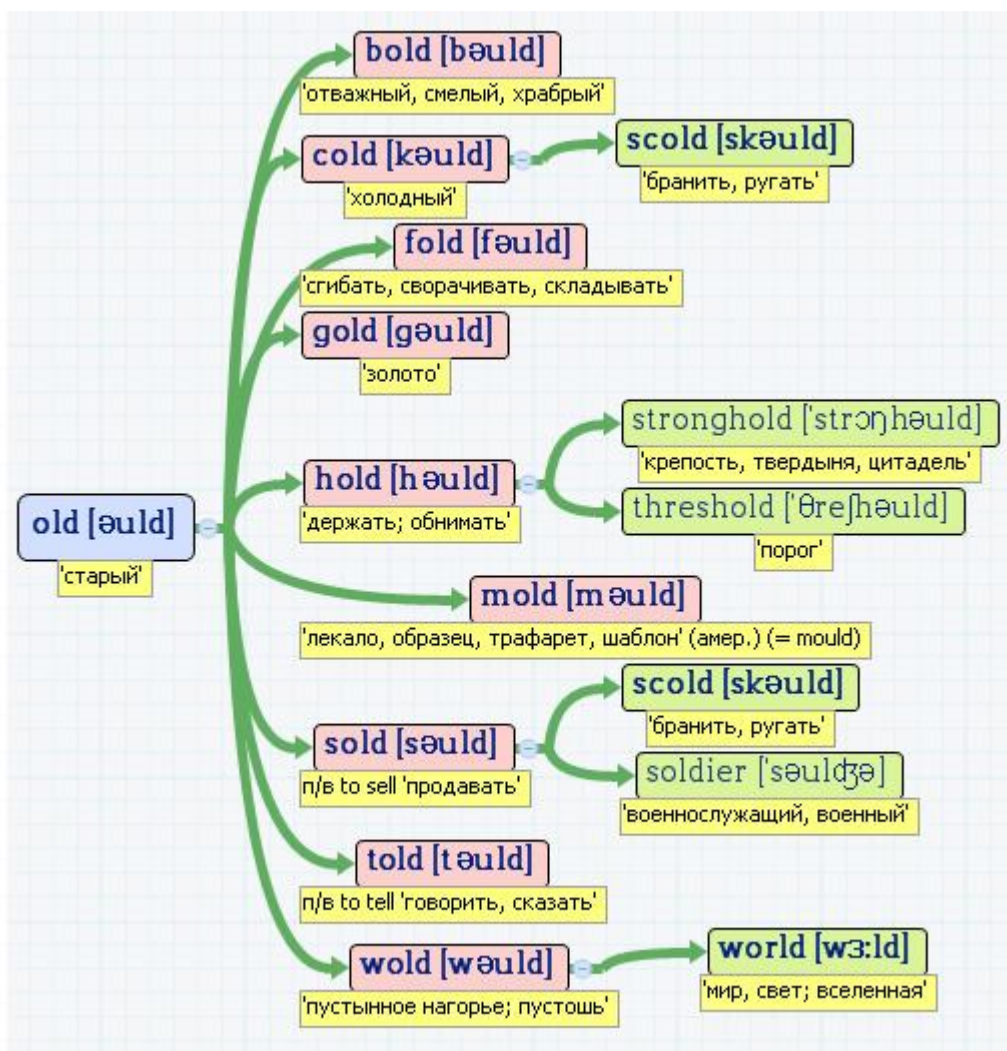 bold [bəuld]
'отважный, смелый, храбрый'
cold [kəuld]
'холодный'
scold [skəuld]
'бранить, ругать'
fold [fəuld]
'сгибать, сворачивать, складывать'
gold [gəuld]
'золото'
old [əuld]
'старый'
hold [həuld]
'держать; обнимать'
stronghold ['strɔŋhəuld]
'крепость, твердыня, цитадель'
threshold ['θreʃhəuld]
'порог'
mold [məuld]
'лекало, образец, трафарет, шаблон' (амер.) (= mould)
sold [səuld]
п/в to sell 'продавать'
scold [skəuld]
'бранить, ругать'
soldier ['səulʤə]
'военнослужащий, военный'
told [təuld]
п/в to tell 'говорить, сказать'
wold [wəuld]
'пустынное нагорье; пустошь'
world [wɜ:ld]
'мир, свет; вселенная'